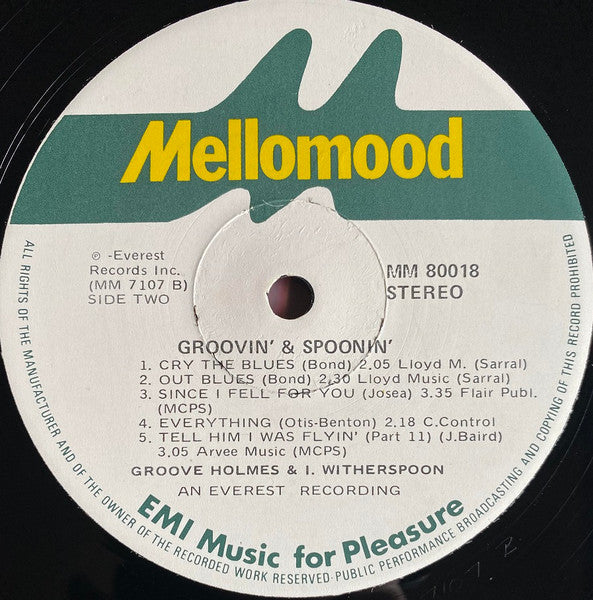 Mellomood
℗ -Everest
Records Inc.
(MM 7107 B)
SIDE TWO
MM 80018
STEREO
GROOVIN' & SPOONIN'
1. CRY THE BLUES (Bond) 2.05 Lloyd M. (Sarral)
2. OUT BLUES (Bond) 2,30 Lloyd Music (Sarral)
3. SINCE I FELL FOR YOU (Josea) 3.35 Flair Publ.
(MCPS)
4. EVERYTHING (Otis-Benton) 2.18 C.Control
5. TELL HIM I WAS FLYIN' (Part 11) (J.Baird)
3,05 Arvee Music (MCPS)
GROOVE HOLMES & I. WITHERSPOON
AN EVEREST RECORDING
EMI Music for Pleasure
ALL RIGHTS OF THE MANUFACTURER AND OF THE OWNER OF THE RECORDED WORK RESERVED·PUBLIC PERFORMANCE BROADCASTING AND COPYING OF THIS RECORD PROHIBITED